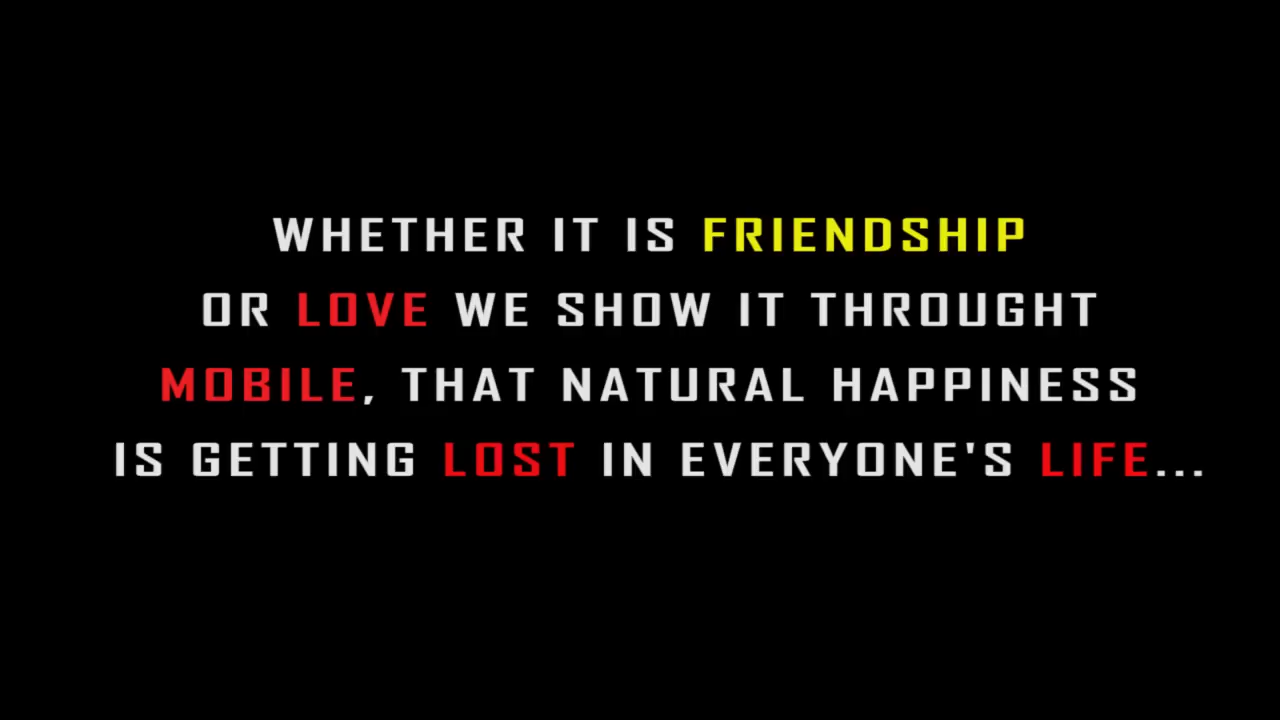 WHETHER IT IS FRIENDSHIP
OR LOVE WE SHOW IT THROUGHT
MOBILE, THAT NATURAL HAPPINESS
IS GETTING LOST IN EVERYONE'S LIFE...